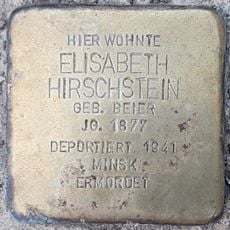 HIER WOHNTE
ELISABETH
HIRSCHSTEIN
GEB. BEIER
JG. 1877
DEPORTIERT 1941
MINSK
ERMORDET